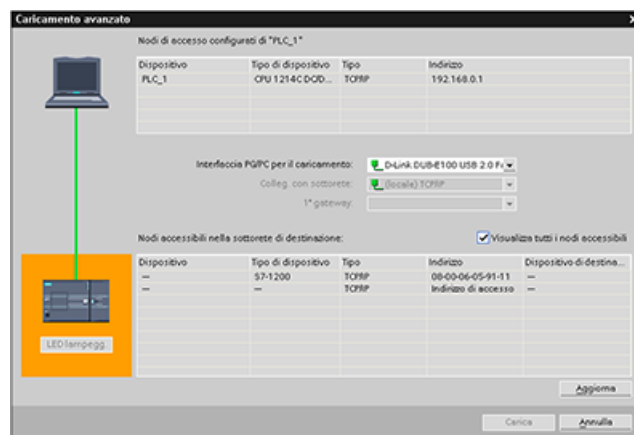 Caricamento avanzato
Nodi di accesso configurati di "PLC_1"
Dispositivo Tipo di dispositivo Tipo Indirizzo
PLC_1 CPU 1214C DC/D... TCP/IP 192.168.0.1
Interfaccia PG/PC per il caricamento: D-Link DUB-E100 USB 2.0 Fa
Colleg. con sottorete: (locale) TCP/IP
1° gateway:
Nodi accessibili nella sottorete di destinazione: Visualizza tutti i nodi accessibili
Dispositivo Tipo di dispositivo Tipo Indirizzo Dispositivo di destina...
— S7-1200 TCP/IP 08-00-06-05-91-11 —
— — TCP/IP Indirizzo di accesso —
LED lampegg.
Aggiorna
Carica Annulla